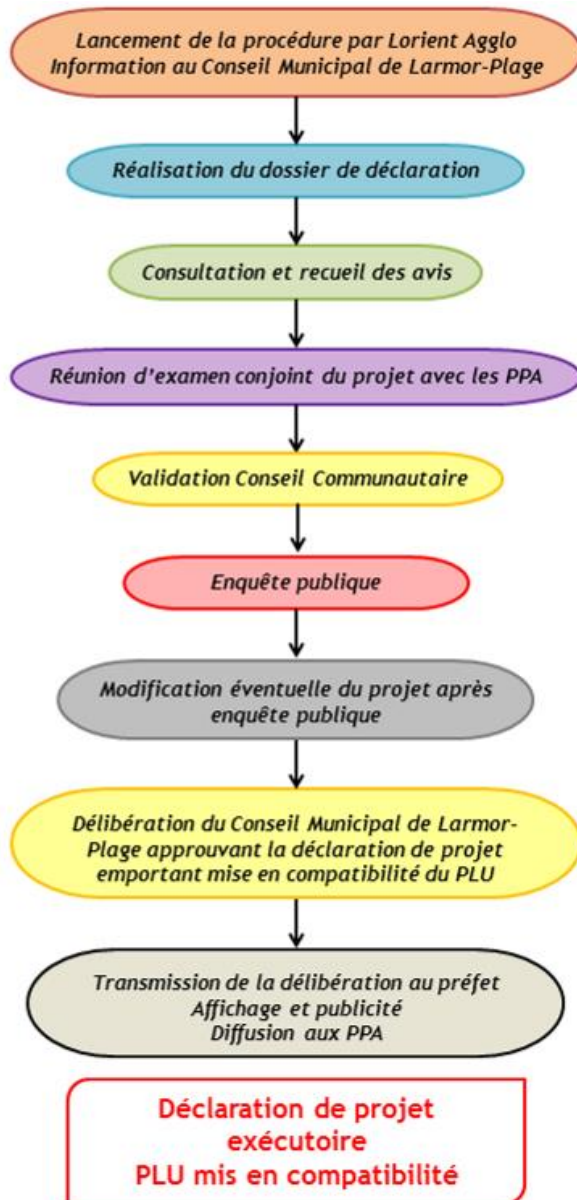 Lancement de la procédure par Lorient Agglo
Information au Conseil Municipal de Larmor-Plage
Réalisation du dossier de déclaration
Consultation et recueil des avis
Réunion d'examen conjoint du projet avec les PPA
Validation Conseil Communautaire
Enquête publique
Modification éventuelle du projet après
enquête publique
Délibération du Conseil Municipal de Larmor-
Plage approuvant la déclaration de projet
emportant mise en compatibilité du PLU
Transmission de la délibération au préfet
Affichage et publicité
Diffusion aux PPA
Déclaration de projet
exécutoire
PLU mis en compatibilité